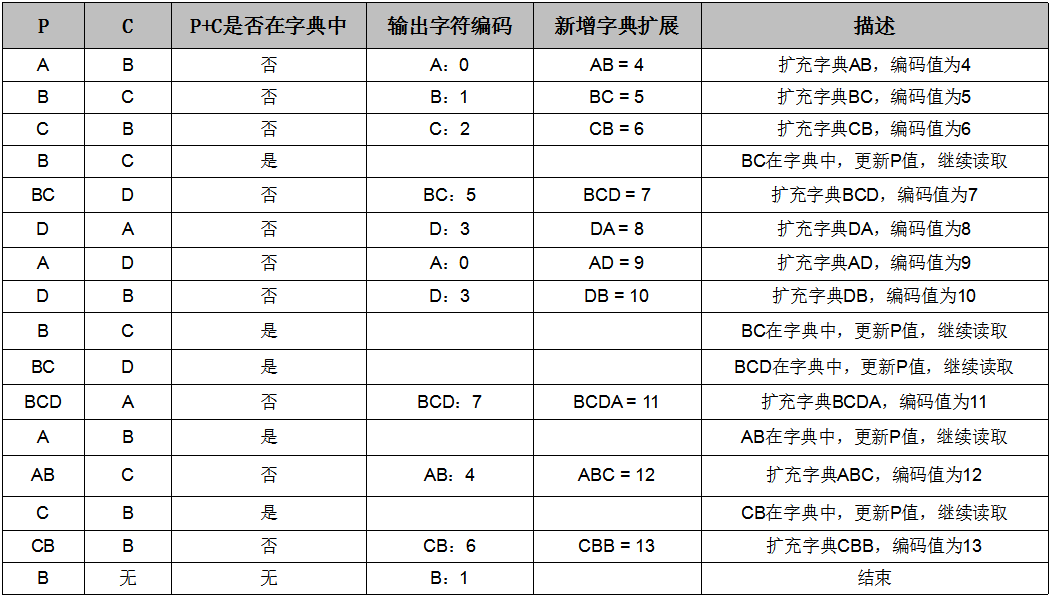 P C P+C是否在字典中 输出字符编码 新增字典扩展 描述
A B 否 A：0 AB = 4 扩充字典AB，编码值为4
B C 否 B：1 BC = 5 扩充字典BC，编码值为5
C B 否 C：2 CB = 6 扩充字典CB，编码值为6
B C 是 BC在字典中，更新P值，继续读取
BC D 否 BC：5 BCD = 7 扩充字典BCD，编码值为7
D A 否 D：3 DA = 8 扩充字典DA，编码值为8
A D 否 A：0 AD = 9 扩充字典AD，编码值为9
D B 否 D：3 DB = 10 扩充字典DB，编码值为10
B C 是 BC在字典中，更新P值，继续读取
BC D 是 BCD在字典中，更新P值，继续读取
BCD A 否 BCD：7 BCDA = 11 扩充字典BCDA，编码值为11
A B 是 AB在字典中，更新P值，继续读取
AB C 否 AB：4 ABC = 12 扩充字典ABC，编码值为12
C B 是 CB在字典中，更新P值，继续读取
CB B 否 CB：6 CBB = 13 扩充字典CBB，编码值为13
B 无 无 B：1 结束